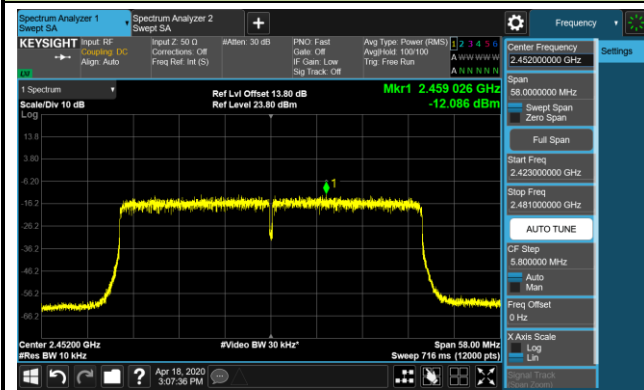 Spectrum Analyzer 1
Swept SA
Spectrum Analyzer 2
Swept SA
+
Frequency
KEYSIGHT
Input: RF
Coupling: DC
Align: Auto
Input Z: 50 Ω
Corrections: Off
Freq Ref: Int (S)
#Atten: 30 dB
PNO: Fast
Gate: Off
IF Gain: Low
Sig Track: Off
Avg Type: Power (RMS)
Avg|Hold: 100/100
Trig: Free Run
1 2 3 4 5 6
A W W W W W
A N N N N N
1 Spectrum
Scale/Div 10 dB
Ref Lvl Offset 13.80 dB
Ref Level 23.80 dBm
Mkr1 2.459 026 GHz
-12.086 dBm
Log
13.8
3.80
-6.20
-16.2
-26.2
-36.2
-46.2
-56.2
-66.2
1
Center 2.45200 GHz
#Res BW 10 kHz
#Video BW 30 kHz*
Span 58.00 MHz
Sweep 716 ms (12000 pts)
Apr 18, 2020
3:07:36 PM
Center Frequency
2.452000000 GHz
Span
58.0000000 MHz
Swept Span
Zero Span
Full Span
Start Freq
2.423000000 GHz
Stop Freq
2.481000000 GHz
AUTO TUNE
CF Step
5.800000 MHz
Auto
Man
Freq Offset
0 Hz
X Axis Scale
Log
Lin
Signal Track
(Span Zoom)
Settings